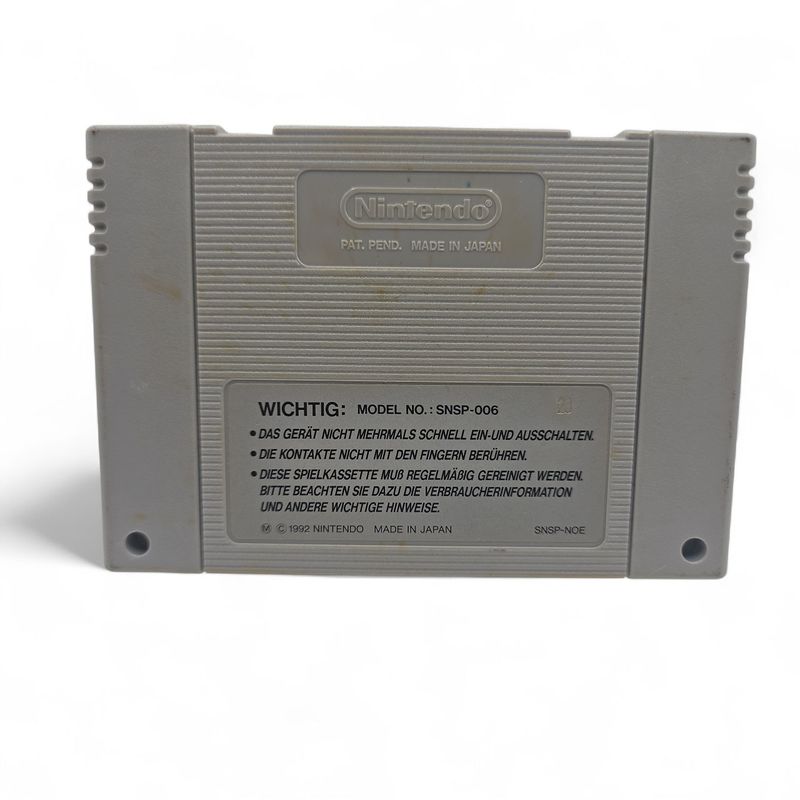 Nintendo®
PAT. PEND. MADE IN JAPAN
WICHTIG: MODEL NO.: SNSP-006
• DAS GERÄT NICHT MEHRMALS SCHNELL EIN-UND AUSSCHALTEN.
• DIE KONTAKTE NICHT MIT DEN FINGERN BERÜHREN.
• DIESE SPIELKASSETTE MUß REGELMÄßIG GEREINIGT WERDEN.
BITTE BEACHTEN SIE DAZU DIE VERBRAUCHERINFORMATION
UND ANDERE WICHTIGE HINWEISE.
Ⓜ © 1992 NINTENDO MADE IN JAPAN SNSP-NOE